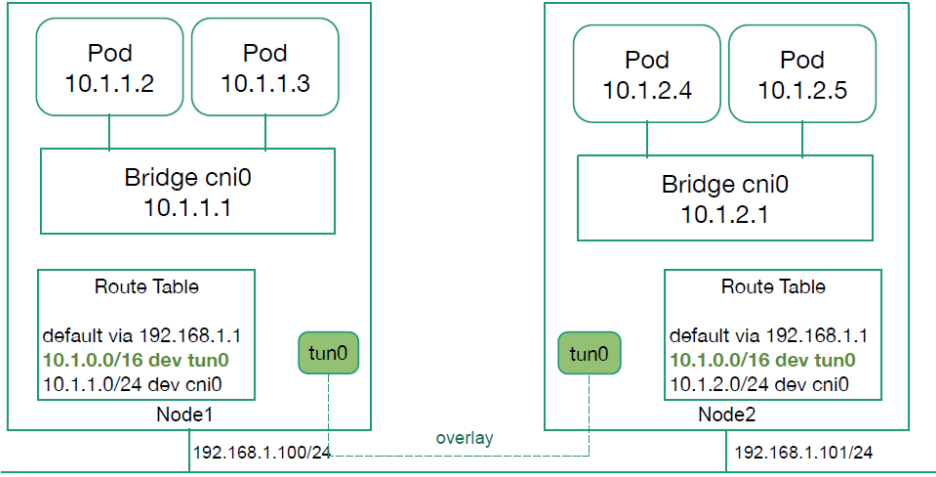 Pod
10.1.1.2
Pod
10.1.1.3
Bridge cni0
10.1.1.1
Route Table
default via 192.168.1.1
10.1.0.0/16 dev tun0
10.1.1.0/24 dev cni0
tun0
Node1
192.168.1.100/24
overlay
Pod
10.1.2.4
Pod
10.1.2.5
Bridge cni0
10.1.2.1
tun0
Route Table
default via 192.168.1.1
10.1.0.0/16 dev tun0
10.1.2.0/24 dev cni0
Node2
192.168.1.101/24